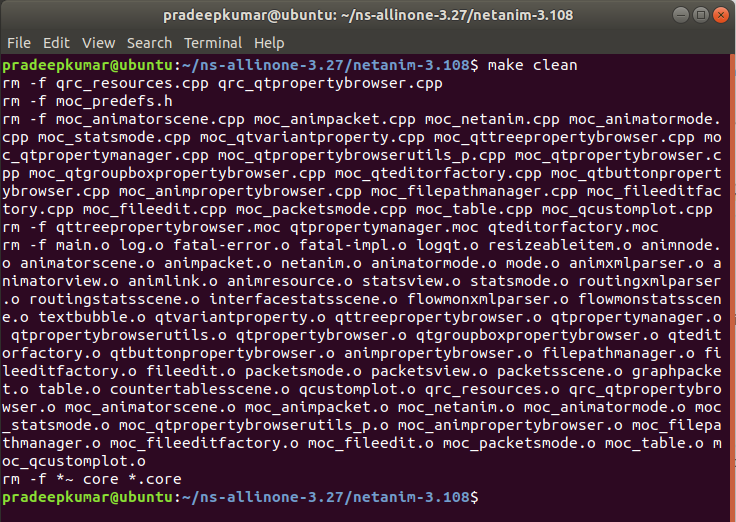 pradeepkumar@ubuntu: ~/ns-allinone-3.27/netanim-3.108
File Edit View Search Terminal Help
pradeepkumar@ubuntu:~/ns-allinone-3.27/netanim-3.108$ make clean
rm -f qrc_resources.cpp qrc_qtpropertybrowser.cpp
rm -f moc_predefs.h
rm -f moc_animatorscene.cpp moc_animpacket.cpp moc_netanim.cpp moc_animatormode.
cpp moc_statsmode.cpp moc_qtvariantproperty.cpp moc_qttreepropertybrowser.cpp mo
c_qtpropertymanager.cpp moc_qtpropertybrowserutils_p.cpp moc_qtpropertybrowser.c
pp moc_qtgroupboxpropertybrowser.cpp moc_qteditorfactory.cpp moc_qtbuttonpropert
ybrowser.cpp moc_animpropertybrowser.cpp moc_filepathmanager.cpp moc_fileeditfac
tory.cpp moc_fileedit.cpp moc_packetsmode.cpp moc_table.cpp moc_qcustomplot.cpp
rm -f qttreepropertybrowser.moc qtpropertymanager.moc qteditorfactory.moc
rm -f main.o log.o fatal-error.o fatal-impl.o logqt.o resizeableitem.o animnode.
o animatorscene.o animpacket.o netanim.o animatormode.o mode.o animxmlparser.o a
nimatorview.o animlink.o animresource.o statsview.o statsmode.o routingxmlparser
.o routingstatsscene.o interfacestatsscene.o flowmonxmlparser.o flowmonstatsscen
e.o textbubble.o qtvariantproperty.o qttreepropertybrowser.o qtpropertymanager.o
 qtpropertybrowserutils.o qtpropertybrowser.o qtgroupboxpropertybrowser.o qtedit
orfactory.o qtbuttonpropertybrowser.o animpropertybrowser.o filepathmanager.o fi
leeditfactory.o fileedit.o packetsmode.o packetsview.o packetsscene.o graphpacke
t.o table.o countertablesscene.o qcustomplot.o qrc_resources.o qrc_qtpropertybro
wser.o moc_animatorscene.o moc_animpacket.o moc_netanim.o moc_animatormode.o moc
_statsmode.o moc_qtpropertybrowserutils_p.o moc_animpropertybrowser.o moc_filepa
thmanager.o moc_fileeditfactory.o moc_fileedit.o moc_packetsmode.o moc_table.o m
oc_qcustomplot.o
rm -f *~ core *.core
pradeepkumar@ubuntu:~/ns-allinone-3.27/netanim-3.108$